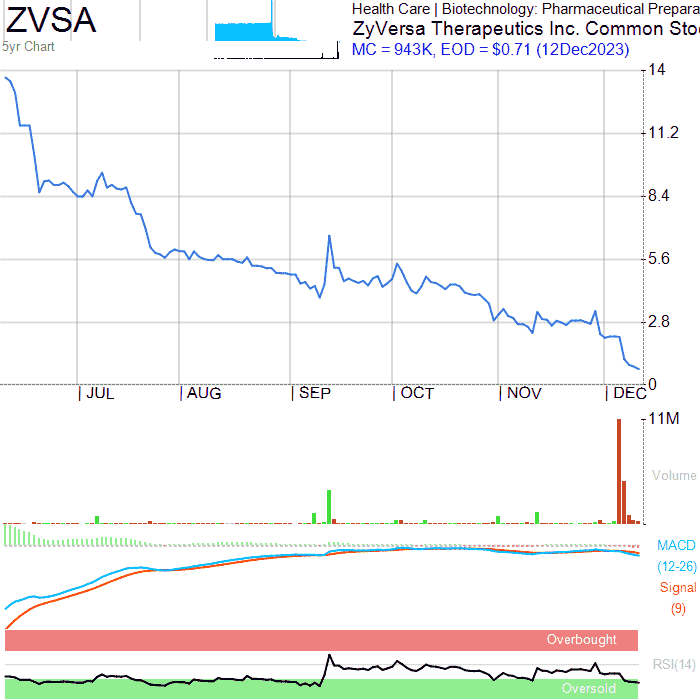 ZVSA
5yr Chart
Health Care | Biotechnology: Pharmaceutical Prepara
ZyVersa Therapeutics Inc. Common Sto
MC = 943K, EOD = $0.71 (12Dec2023)
14
11.2
8.4
5.6
2.8
0
JUL AUG SEP OCT NOV DEC
11M
Volume
MACD
(12-26)
Signal
(9)
Overbought
RSI(14)
Oversold